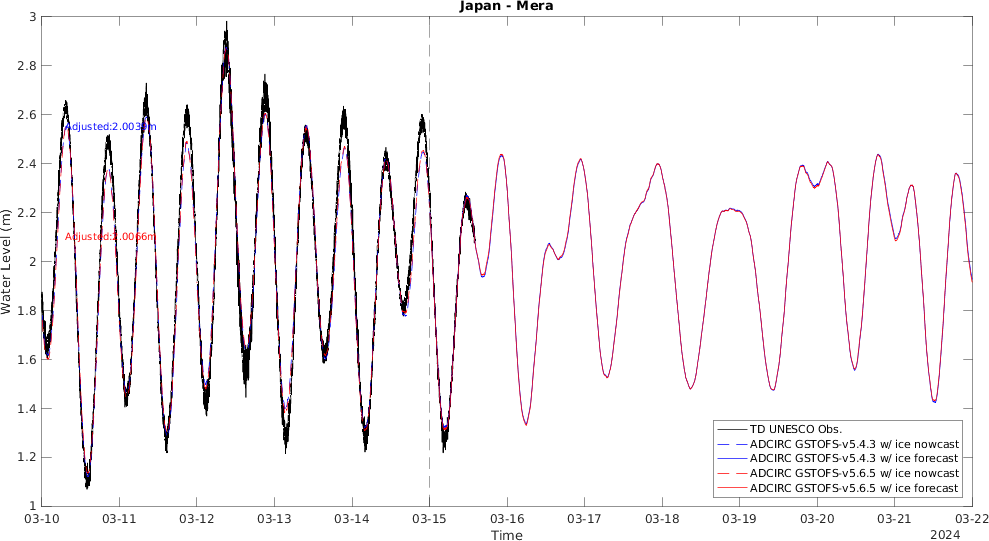 Japan - Mera
3
2.8
2.6
2.4
2.2
2
1.8
1.6
1.4
1.2
1
Water Level (m)
Adjusted:2.0039m
Adjusted:2.0066m
TD UNESCO Obs.
ADCIRC GSTOFS-v5.4.3 w/ ice nowcast
ADCIRC GSTOFS-v5.4.3 w/ ice forecast
ADCIRC GSTOFS-v5.6.5 w/ ice nowcast
ADCIRC GSTOFS-v5.6.5 w/ ice forecast
03-10 03-11 03-12 03-13 03-14 03-15 03-16 03-17 03-18 03-19 03-20 03-21 03-22
Time
2024